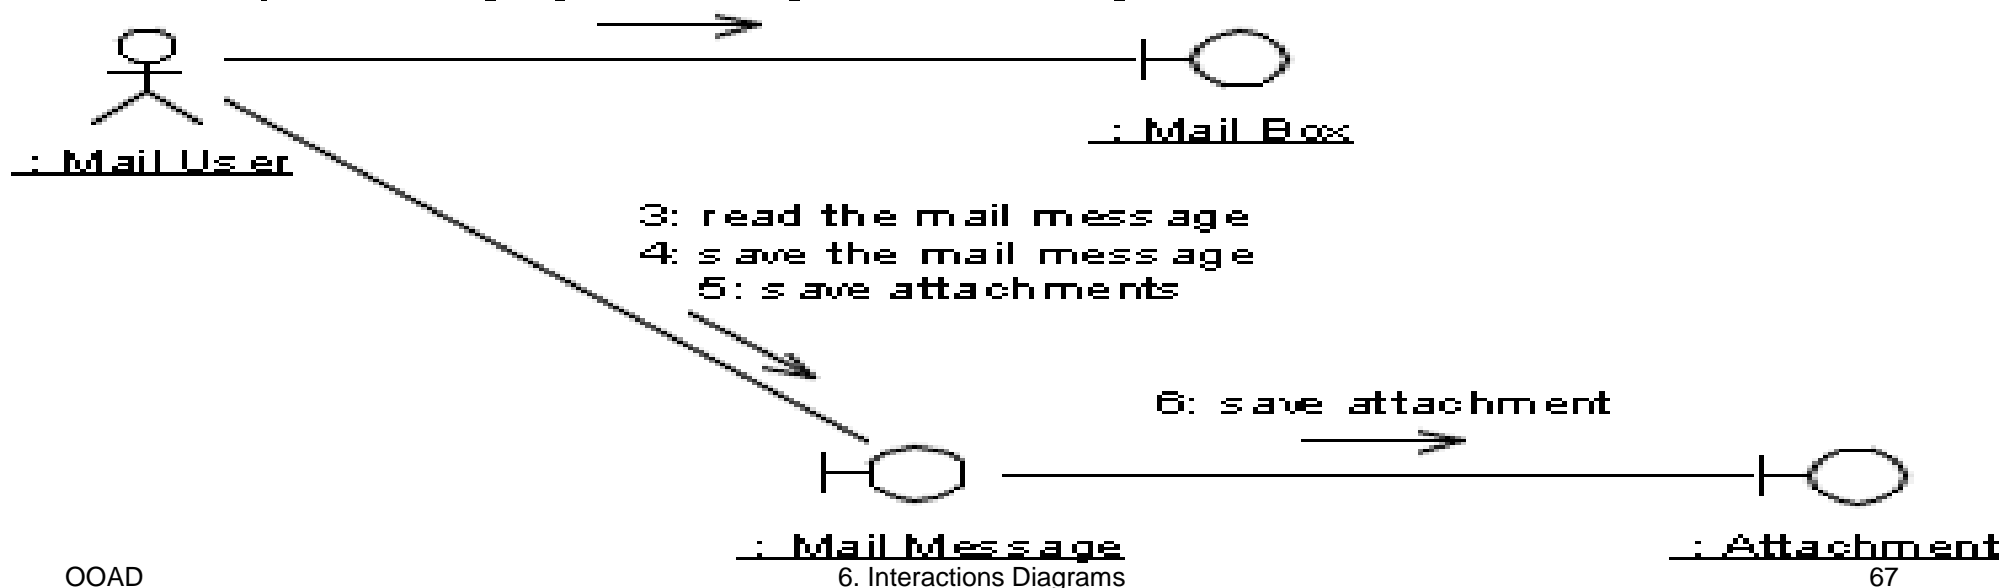 : Mail Box
: Mail User
3: read the mail message
4: save the mail message
5: save attachments
6: save attachment
: Mail Message
: Attachment
OOAD
6. Interactions Diagrams
67